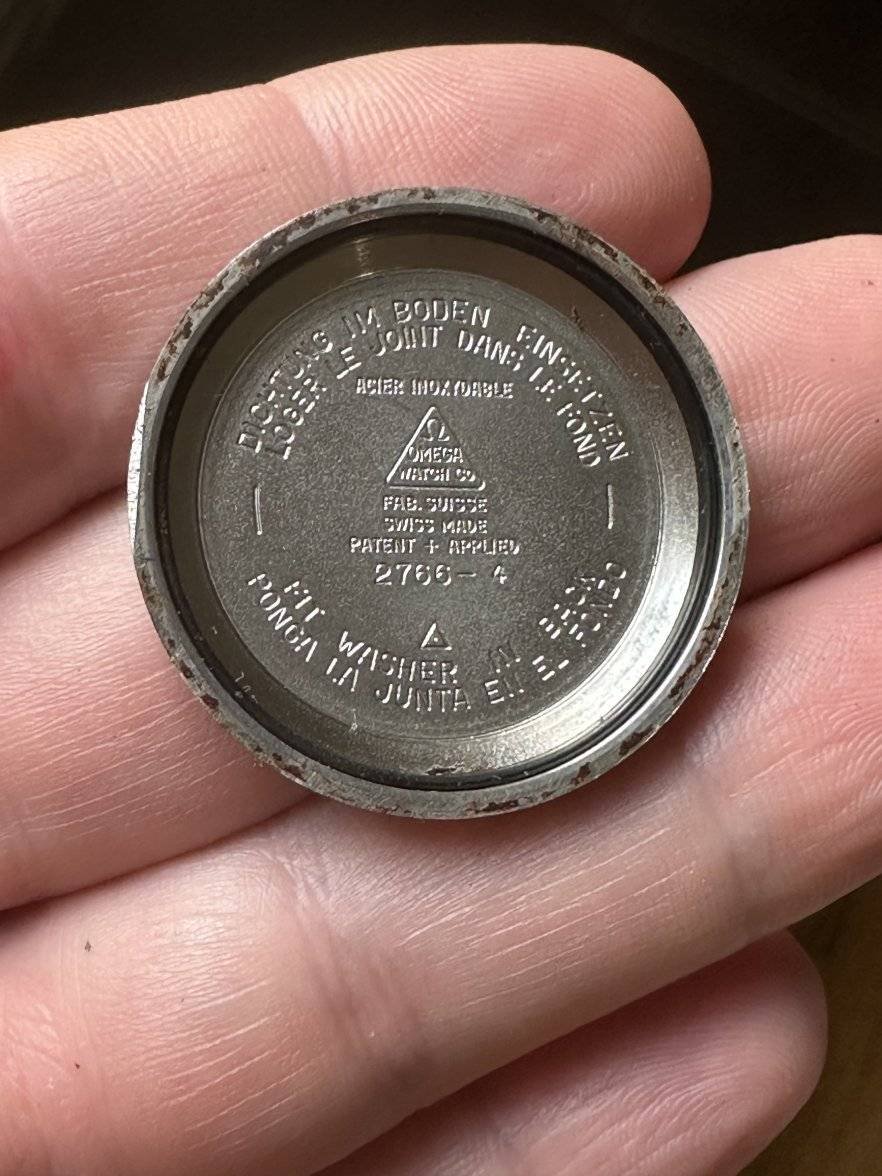 DICHTUNG IM BODEN EINSETZEN
LOGER LE JOINT DANS LE FOND
ACIER INOXYDABLE
Ω
OMEGA
WATCH CO
FAB. SUISSE
SWISS MADE
PATENT + APPLIED
2766-4
FIT WASHER IN BACK
PONGA LA JUNTA EN EL FONDO